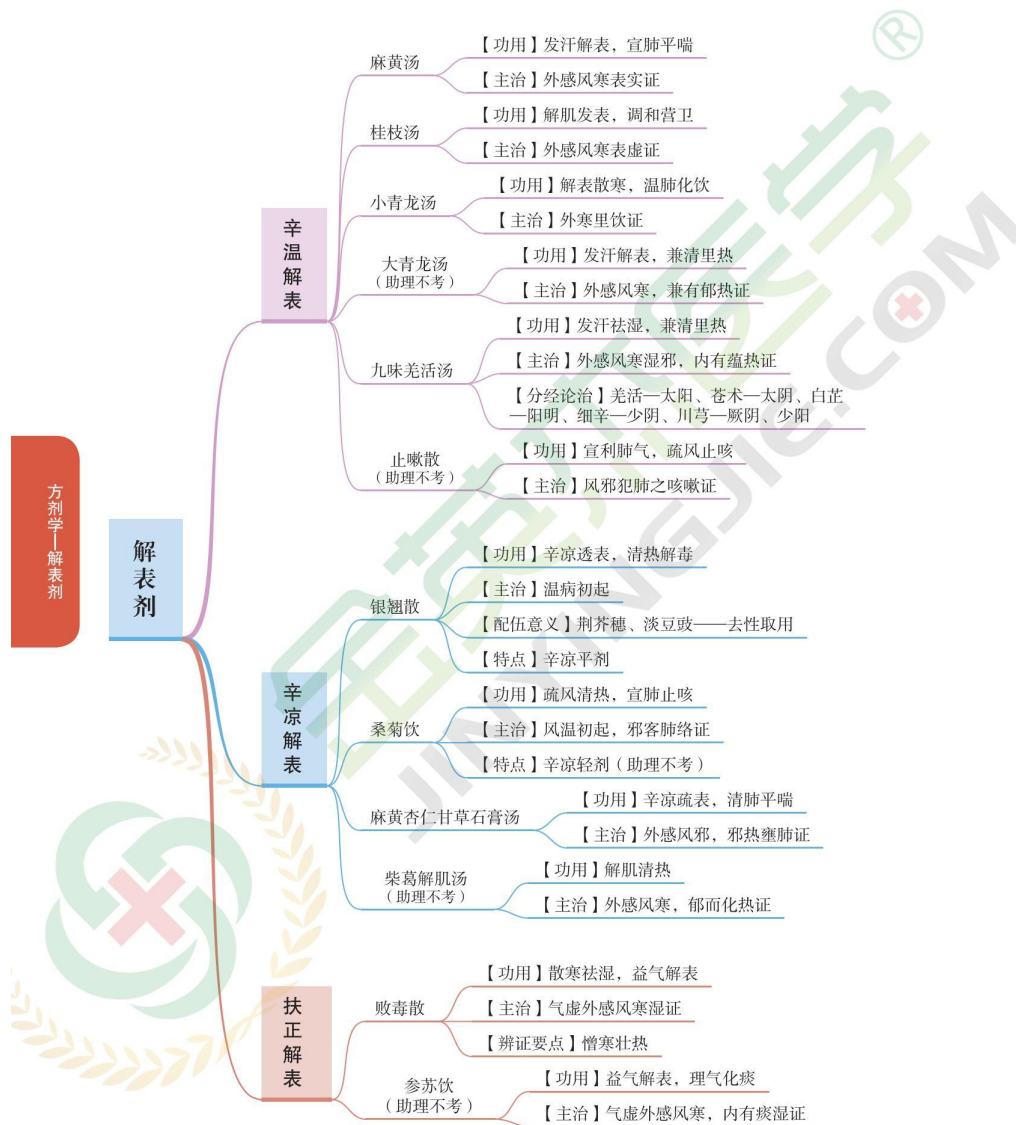 方剂学—解表剂
解表剂
辛温解表
麻黄汤
【功用】发汗解表，宣肺平喘
【主治】外感风寒表实证
桂枝汤
【功用】解肌发表，调和营卫
【主治】外感风寒表虚证
小青龙汤
【功用】解表散寒，温肺化饮
【主治】外寒里饮证
大青龙汤
（助理不考）
【功用】发汗解表，兼清里热
【主治】外感风寒，兼有郁热证
九味羌活汤
【功用】发汗祛湿，兼清里热
【主治】外感风寒湿邪，内有蕴热证
【分经论治】羌活—太阳、苍术—太阴、白芷
—阳明、细辛—少阴、川芎—厥阴、少阳
止嗽散
（助理不考）
【功用】宣利肺气，疏风止咳
【主治】风邪犯肺之咳嗽证
辛凉解表
银翘散
【功用】辛凉透表，清热解毒
【主治】温病初起
【配伍意义】荆芥穗、淡豆豉——去性取用
【特点】辛凉平剂
桑菊饮
【功用】疏风清热，宣肺止咳
【主治】风温初起，邪客肺络证
【特点】辛凉轻剂（助理不考）
麻黄杏仁甘草石膏汤
【功用】辛凉疏表，清肺平喘
【主治】外感风邪，邪热壅肺证
柴葛解肌汤
（助理不考）
【功用】解肌清热
【主治】外感风寒，郁而化热证
扶正解表
败毒散
【功用】散寒祛湿，益气解表
【主治】气虚外感风寒湿证
【辨证要点】憎寒壮热
参苏饮
（助理不考）
【功用】益气解表，理气化痰
【主治】气虚外感风寒，内有痰湿证
金英杰医学®
JINYINGJIE.COM